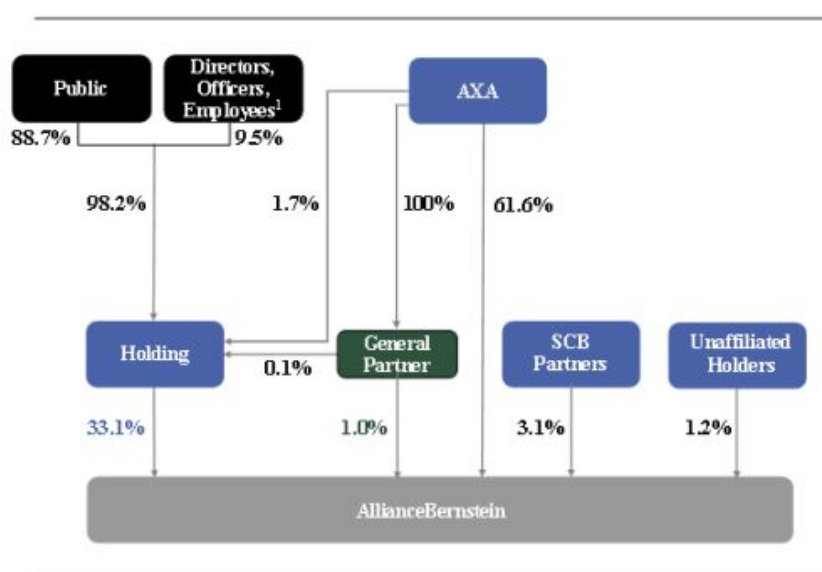 Public
Directors,
Officers,
Employees¹
AXA
88.7%
9.5%
98.2%
1.7%
100%
61.6%
Holding
General
Partner
SCB
Partners
Unaffiliated
Holders
0.1%
33.1%
1.0%
3.1%
1.2%
AllianceBernstein